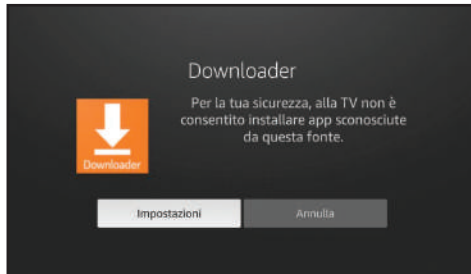 Downloader
Per la tua sicurezza, alla TV non è
consentito installare app sconosciute
da questa fonte.
Downloader
Impostazioni
Annulla